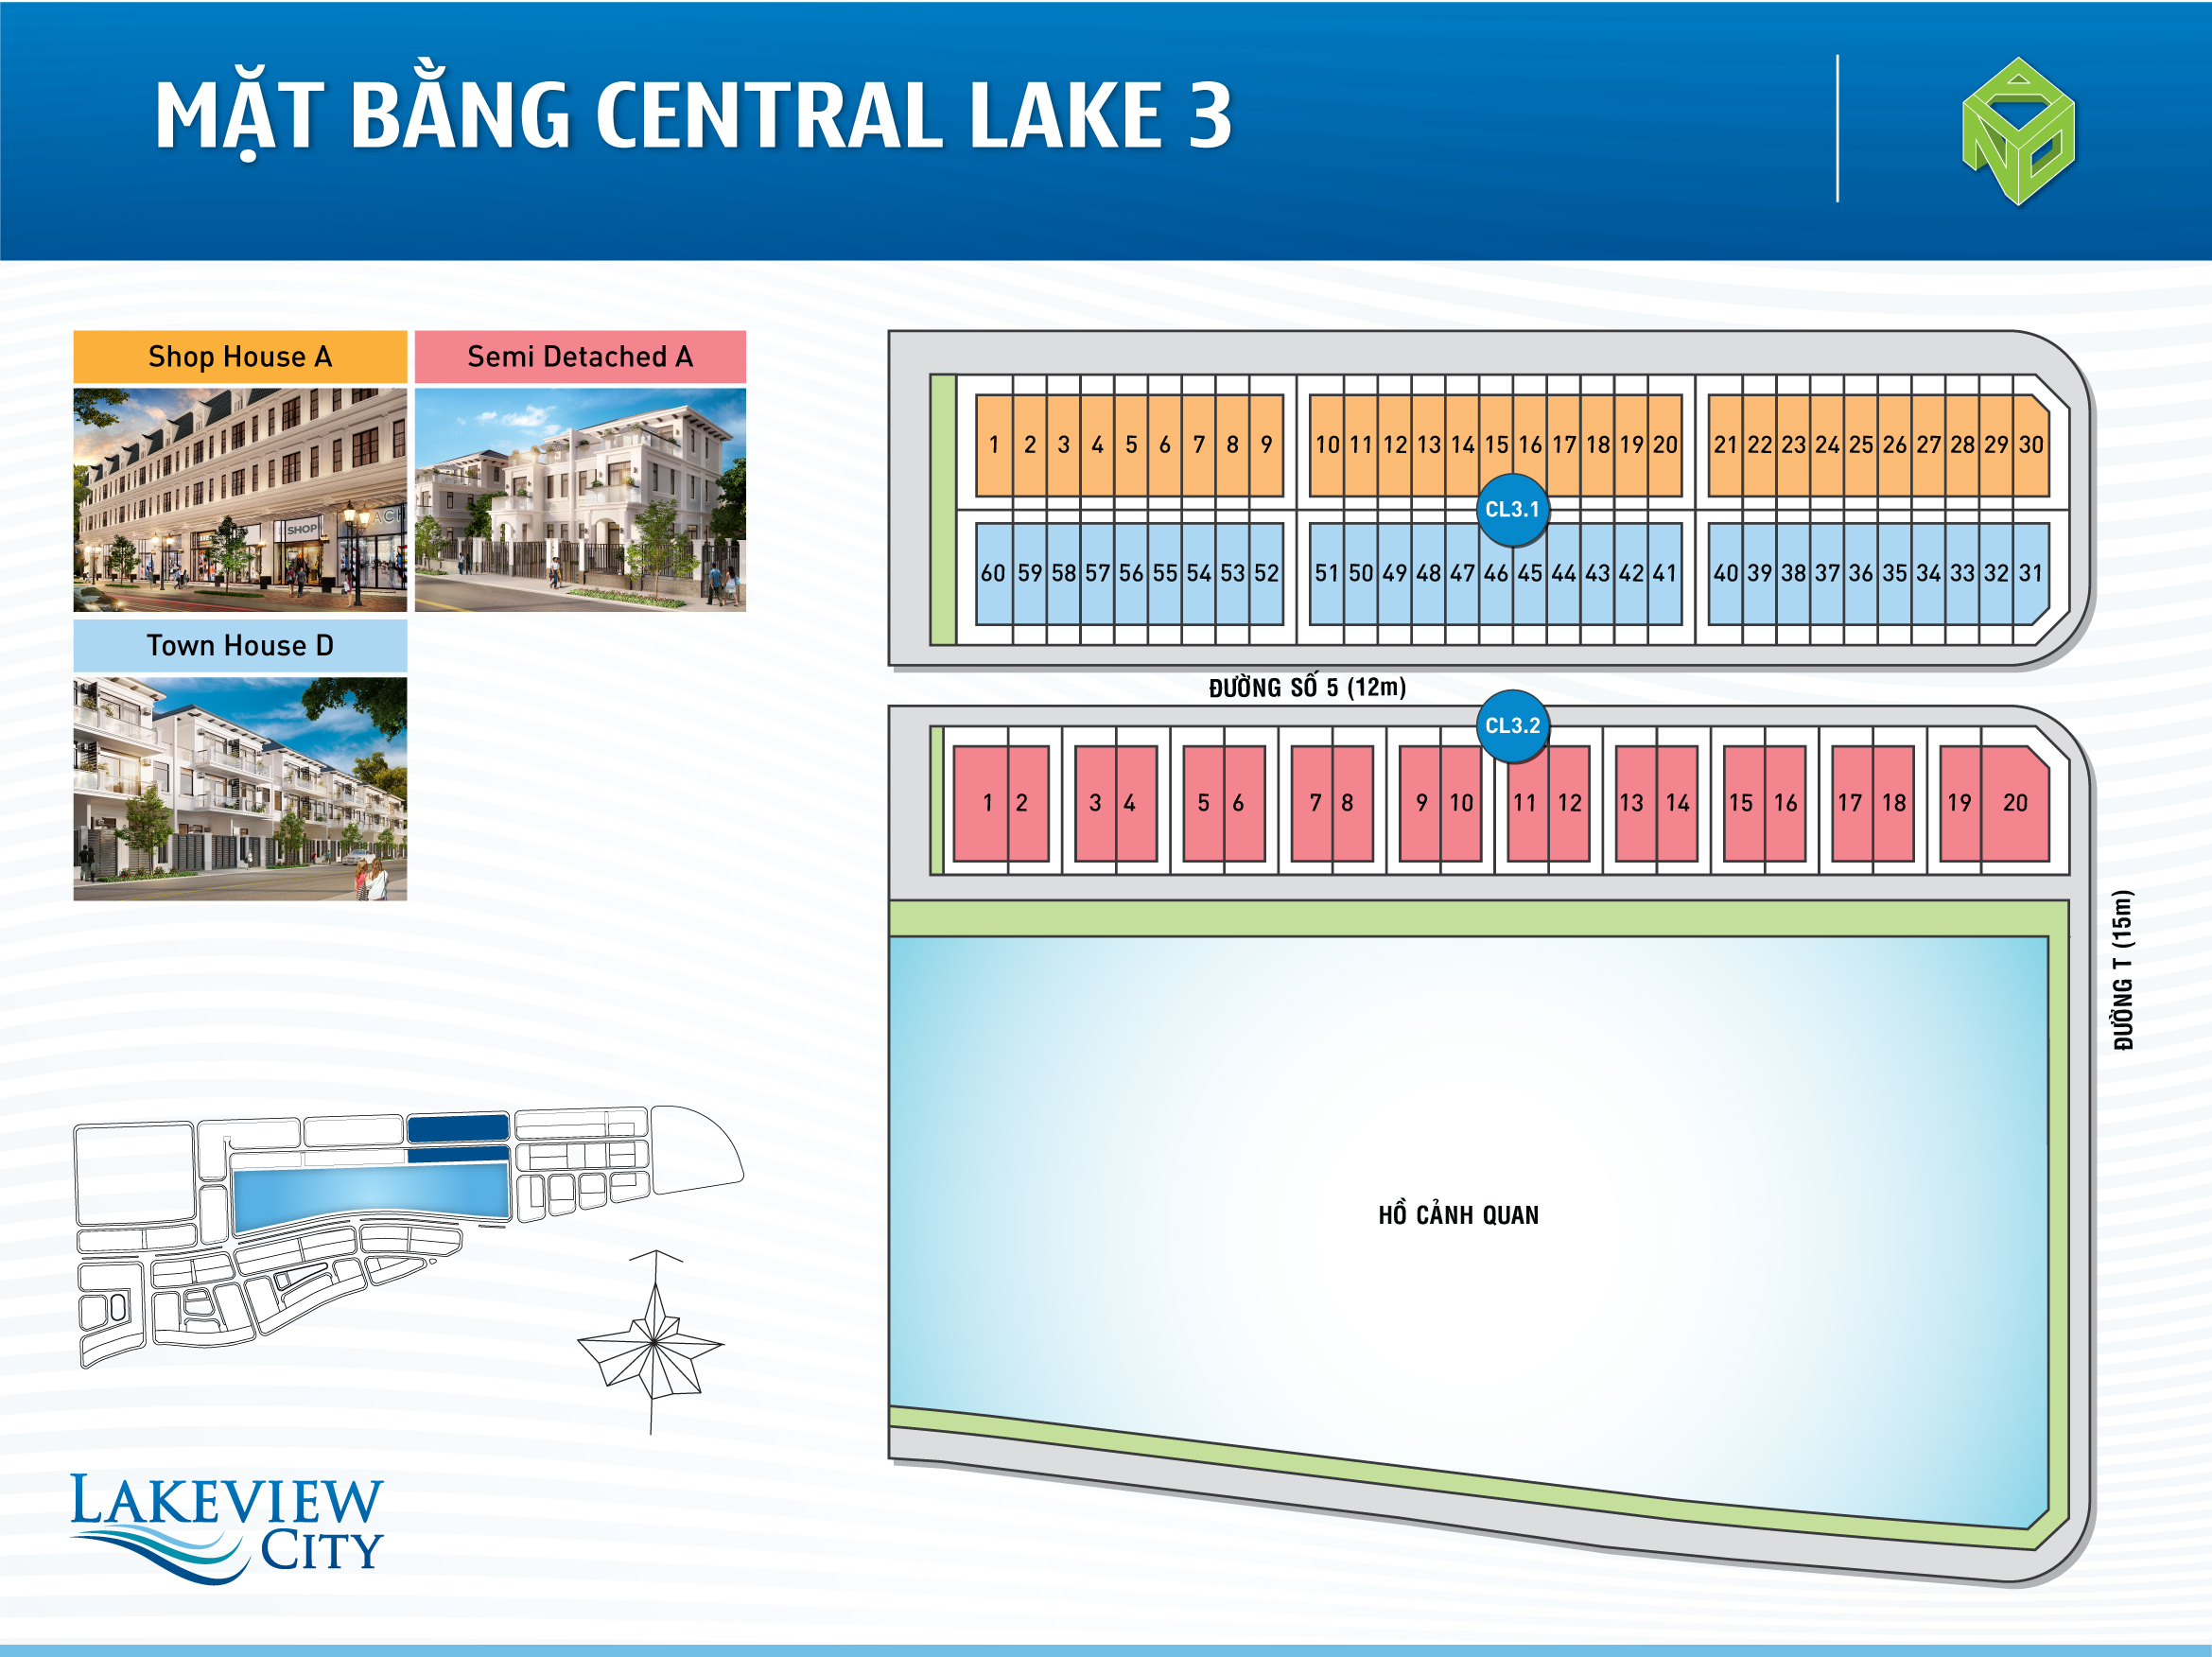 MẶT BẰNG CENTRAL LAKE 3
AND
Shop House A
Semi Detached A
SHOP
Town House D
1 2 3 4 5 6 7 8 9 10 11 12 13 14 15 16 17 18 19 20 21 22 23 24 25 26 27 28 29 30
CL3.1
60 59 58 57 56 55 54 53 52 51 50 49 48 47 46 45 44 43 42 41 40 39 38 37 36 35 34 33 32 31
ĐƯỜNG SỐ 5 (12m)
CL3.2
1 2 3 4 5 6 7 8 9 10 11 12 13 14 15 16 17 18 19 20
ĐƯỜNG T (15m)
HỒ CẢNH QUAN
LAKEVIEW
CITY